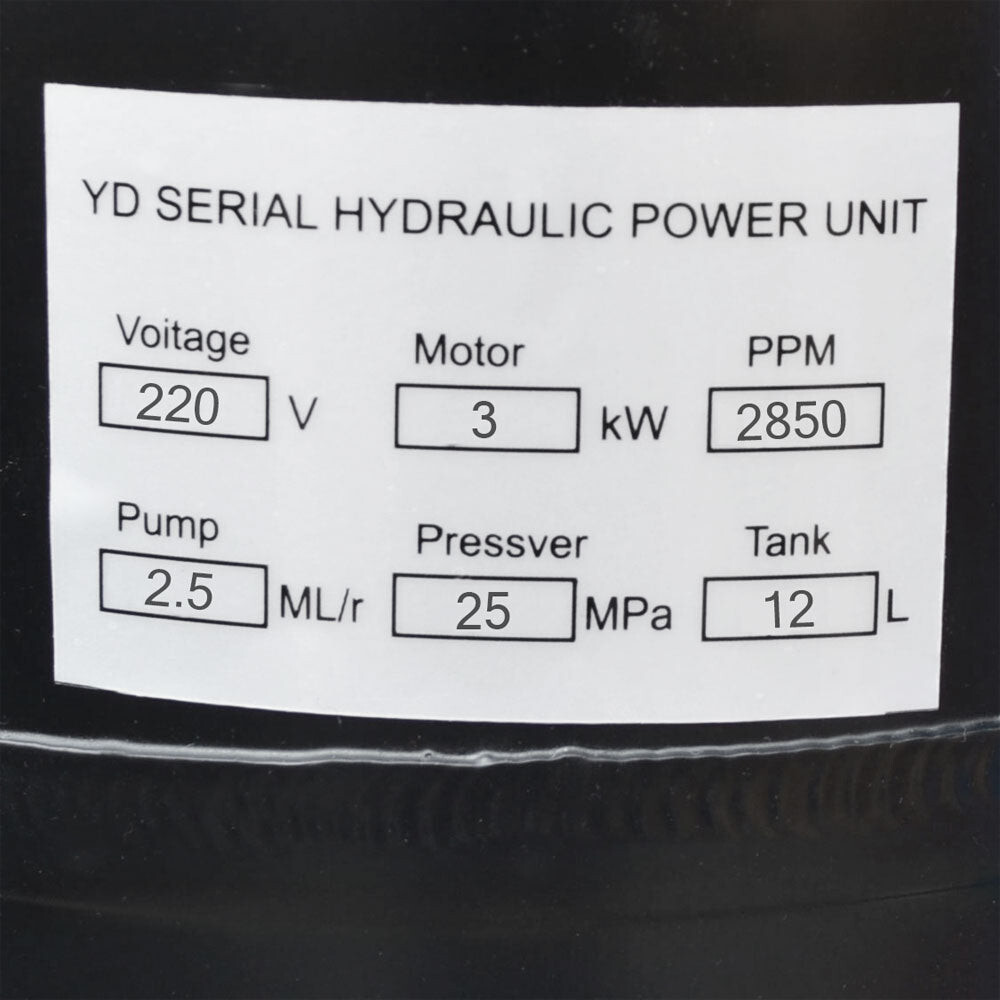 YD SERIAL HYDRAULIC POWER UNIT
Voitage Motor PPM
220 V 3 kW 2850
Pump Pressver Tank
2.5 ML/r 25 MPa 12 L